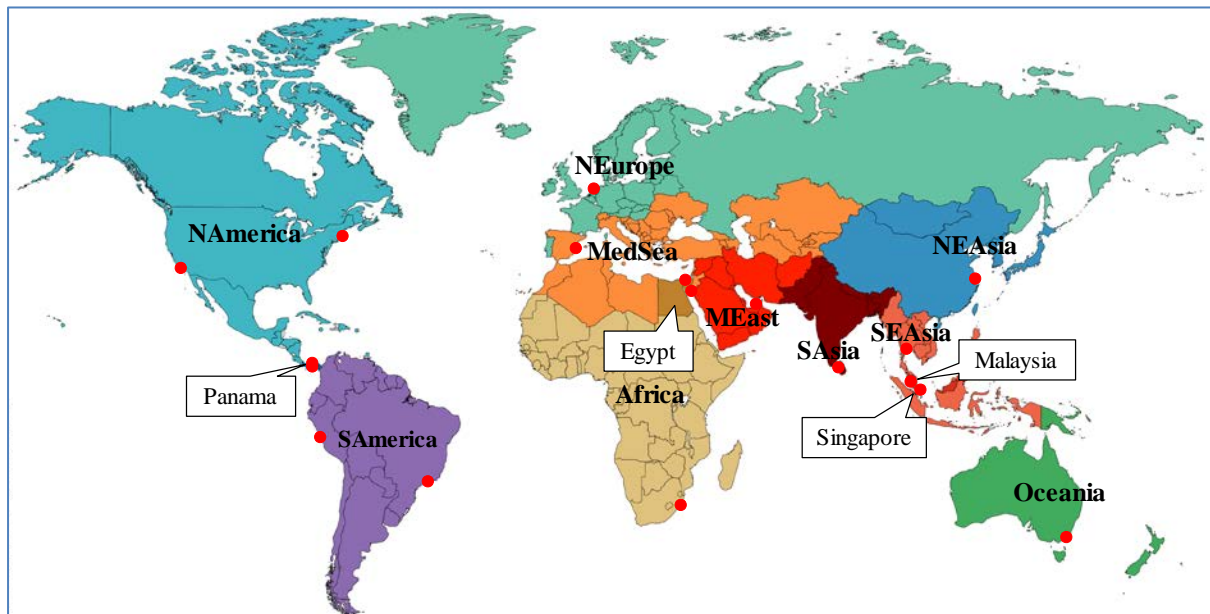 NEurope
NAmerica
MedSea
NEAsia
MEast
Egypt
SAsia
SEAsia
Malaysia
Panama
Africa
Singapore
SAmerica
Oceania